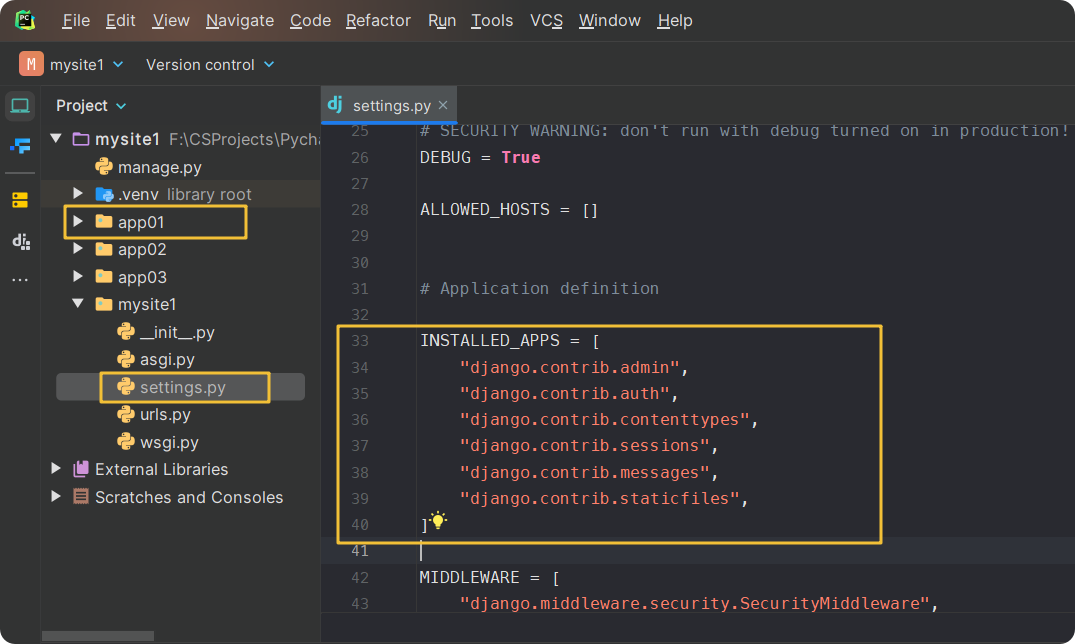 PC File Edit View Navigate Code Refactor Run Tools VCS Window Help
M mysite1 Version control
Project
dj settings.py
mysite1 F:\CSProjects\Pycha
manage.py
.venv library root
app01
app02
app03
mysite1
__init__.py
asgi.py
settings.py
urls.py
wsgi.py
External Libraries
Scratches and Consoles
dj
25 # SECURITY WARNING: don't run with debug turned on in production!
26 DEBUG = True
27
28 ALLOWED_HOSTS = []
29
30
31 # Application definition
32
33 INSTALLED_APPS = [
34 "django.contrib.admin",
35 "django.contrib.auth",
36 "django.contrib.contenttypes",
37 "django.contrib.sessions",
38 "django.contrib.messages",
39 "django.contrib.staticfiles",
40 ]
41
42 MIDDLEWARE = [
43 "django.middleware.security.SecurityMiddleware",